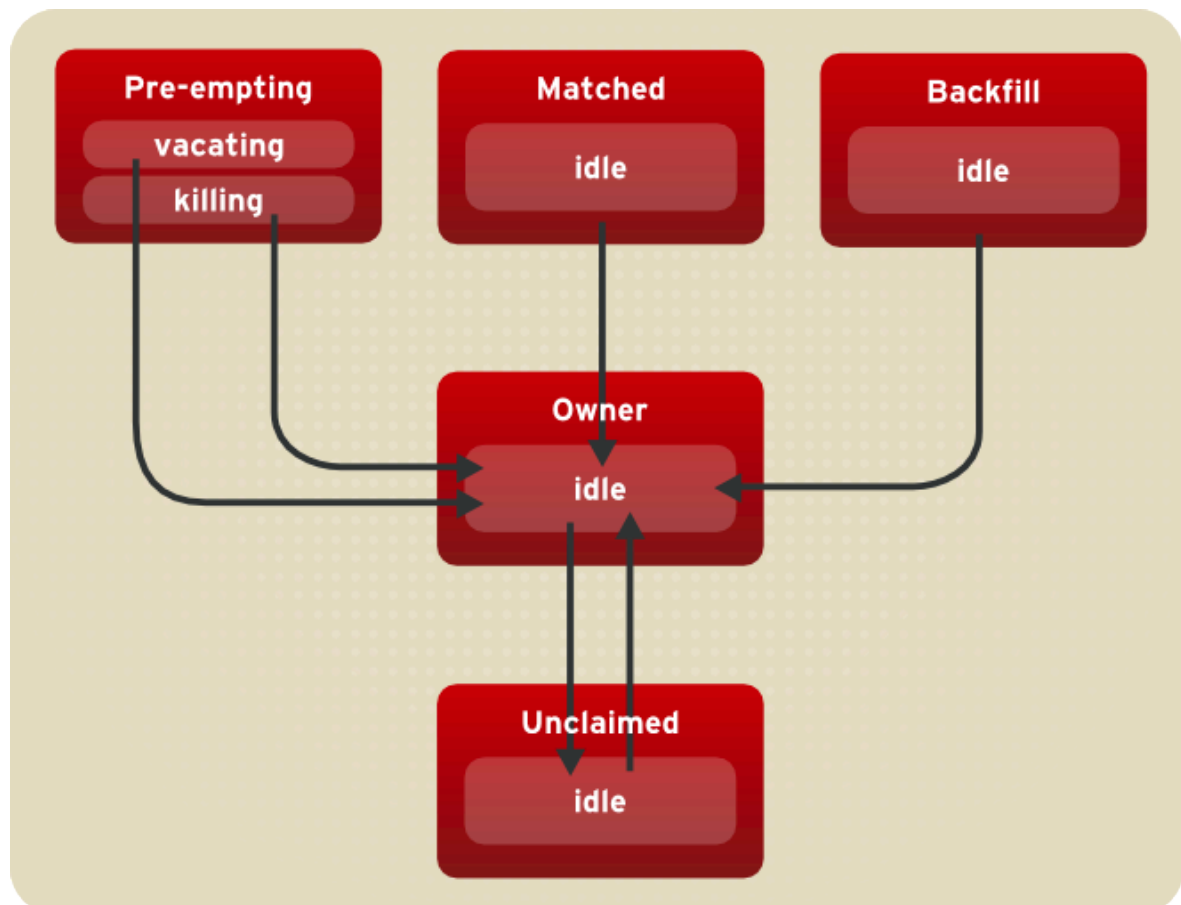 Pre-empting
vacating
killing
Matched
idle
Backfill
idle
Owner
idle
Unclaimed
idle